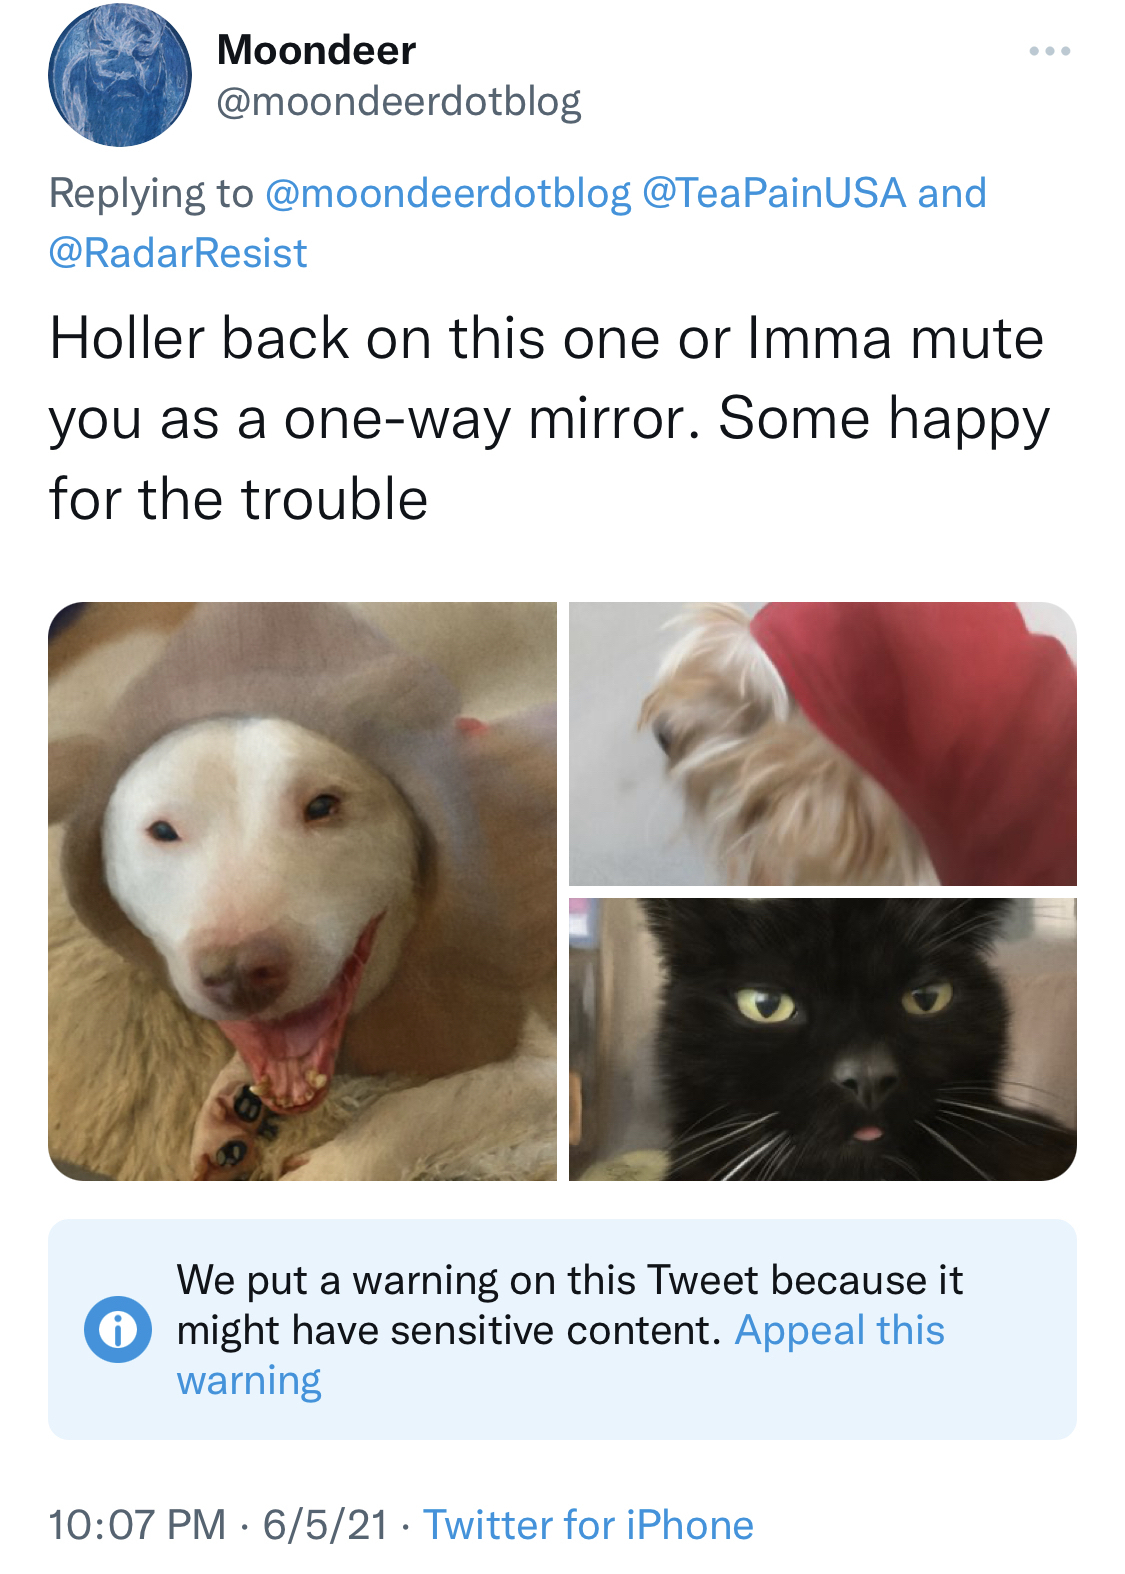 Moondeer
@moondeerdotblog
Replying to @moondeerdotblog @TeaPainUSA and
@RadarResist
Holler back on this one or Imma mute
you as a one-way mirror. Some happy
for the trouble
We put a warning on this Tweet because it
might have sensitive content. Appeal this
warning
10:07 PM · 6/5/21 · Twitter for iPhone